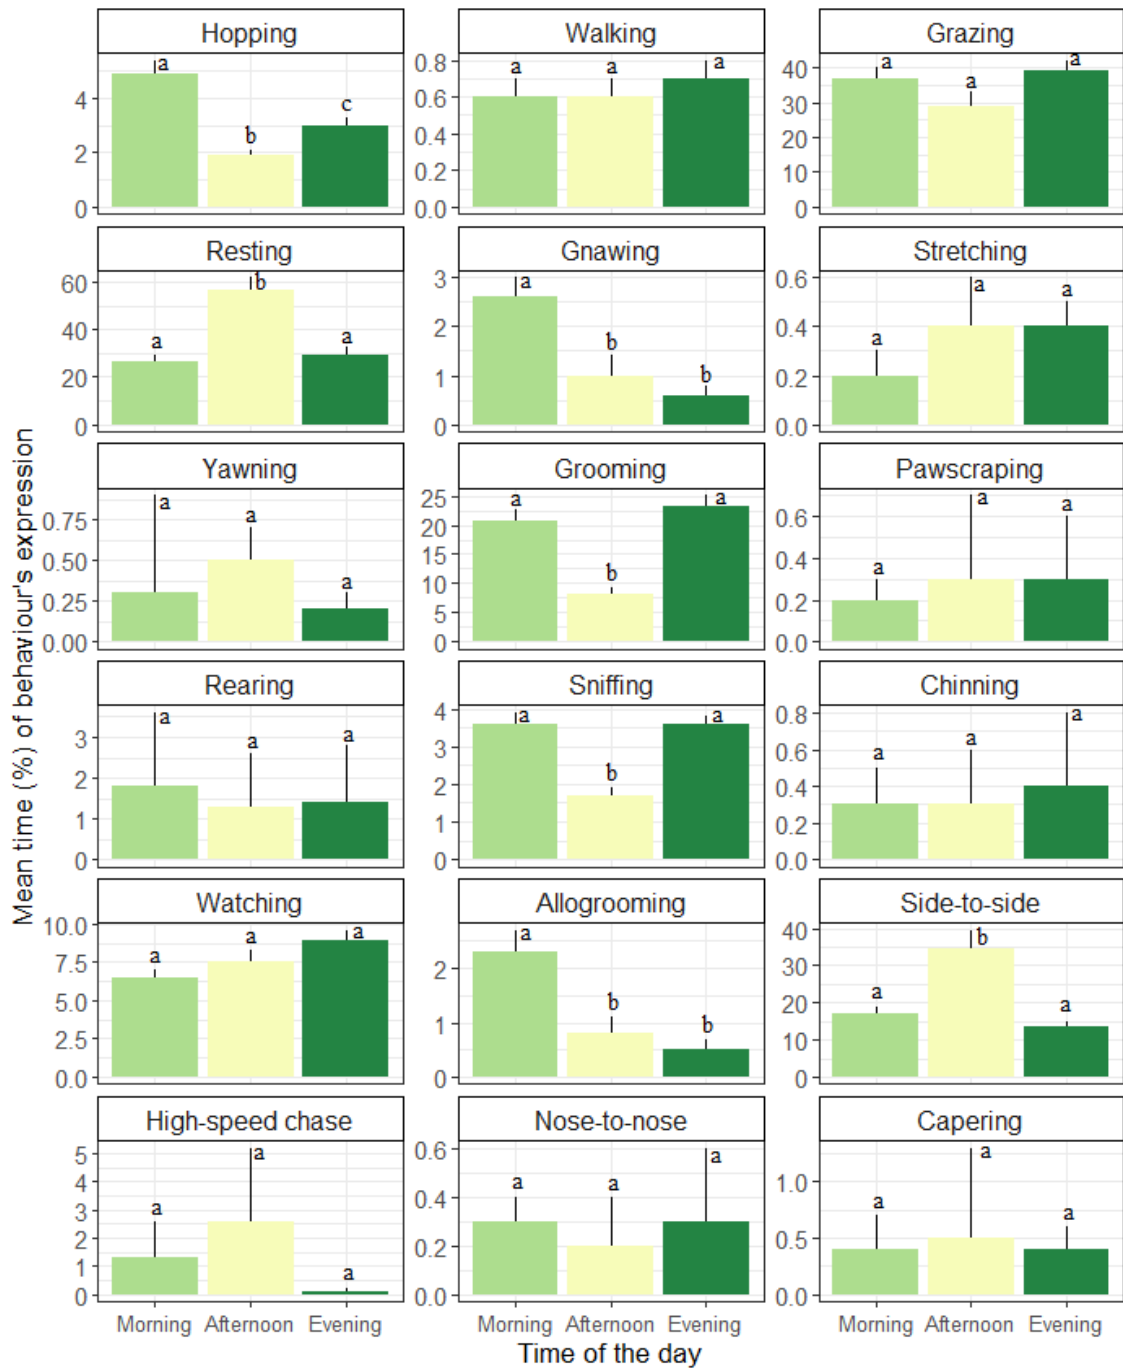 Hopping Walking Grazing
a b c
4
2
0
a a a
0.8
0.6
0.4
0.2
0.0
a a a
40
30
20
10
0
Resting Gnawing Stretching
a b a
60
40
20
0
a b b
3
2
1
0
a a a
0.6
0.4
0.2
0.0
Yawning Grooming Pawscraping
a a a
0.75
0.50
0.25
0.00
a b a
25
20
15
10
5
0
a a a
0.6
0.4
0.2
0.0
Rearing Sniffing Chinning
a a a
3
2
1
0
a b a
4
3
2
1
0
a a a
0.8
0.6
0.4
0.2
0.0
Watching Allogrooming Side-to-side
a a a
10.0
7.5
5.0
2.5
0.0
a b b
2
1
0
a b a
40
30
20
10
0
High-speed chase Nose-to-nose Capering
a a a
5
4
3
2
1
0
a a a
0.6
0.4
0.2
0.0
a a a
1.0
0.5
0.0
Morning Afternoon Evening Morning Afternoon Evening Morning Afternoon Evening
Time of the day
Mean time (%) of behaviour's expression